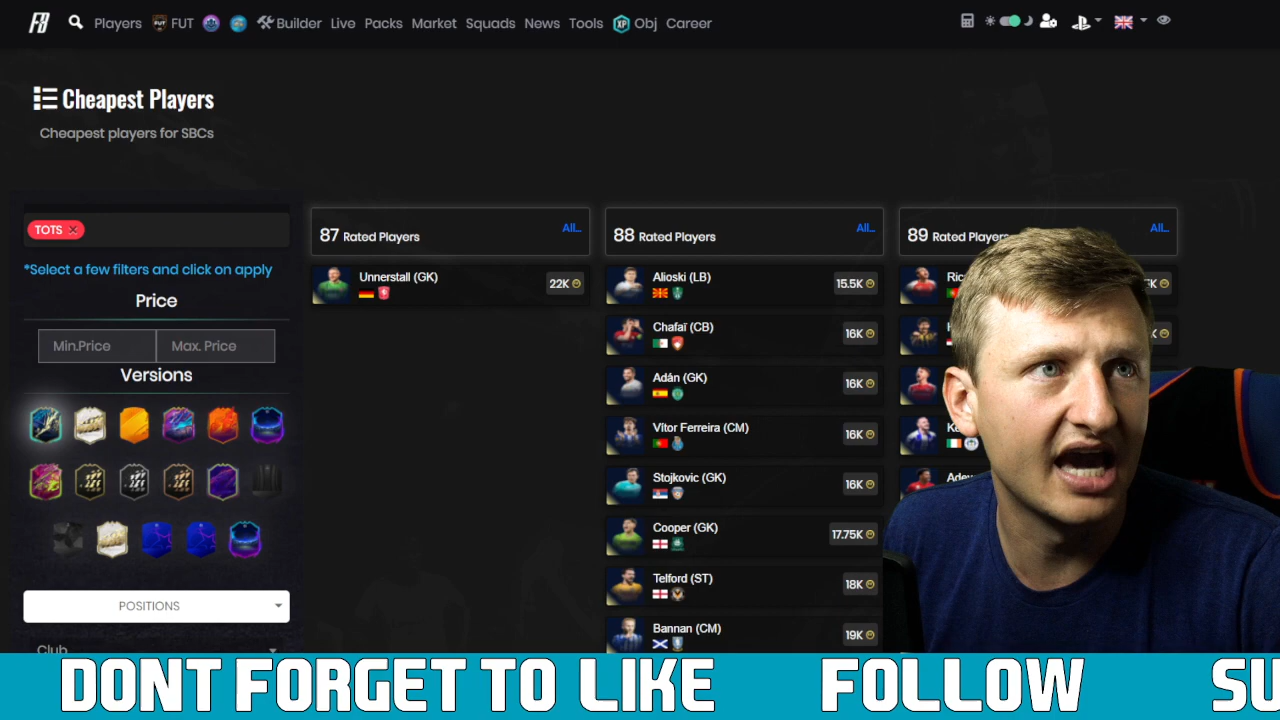 Players FUT Builder Live Packs Market Squads News Tools XP Obj Career
Cheapest Players
Cheapest players for SBCs
TOTS X
*Select a few filters and click on apply
Price
Min.Price Max. Price
Versions
POSITIONS
Club
87 Rated Players All...
Unnerstall (GK) 22K
88 Rated Players All...
Alioski (LB) 15.5K
Chafaï (CB) 16K
Adán (GK) 16K
Vítor Ferreira (CM) 16K
Stojkovic (GK) 16K
Cooper (GK) 17.75K
Telford (ST) 18K
Bannan (CM) 19K
89 Rated Players All...
DONT FORGET TO LIKE FOLLOW